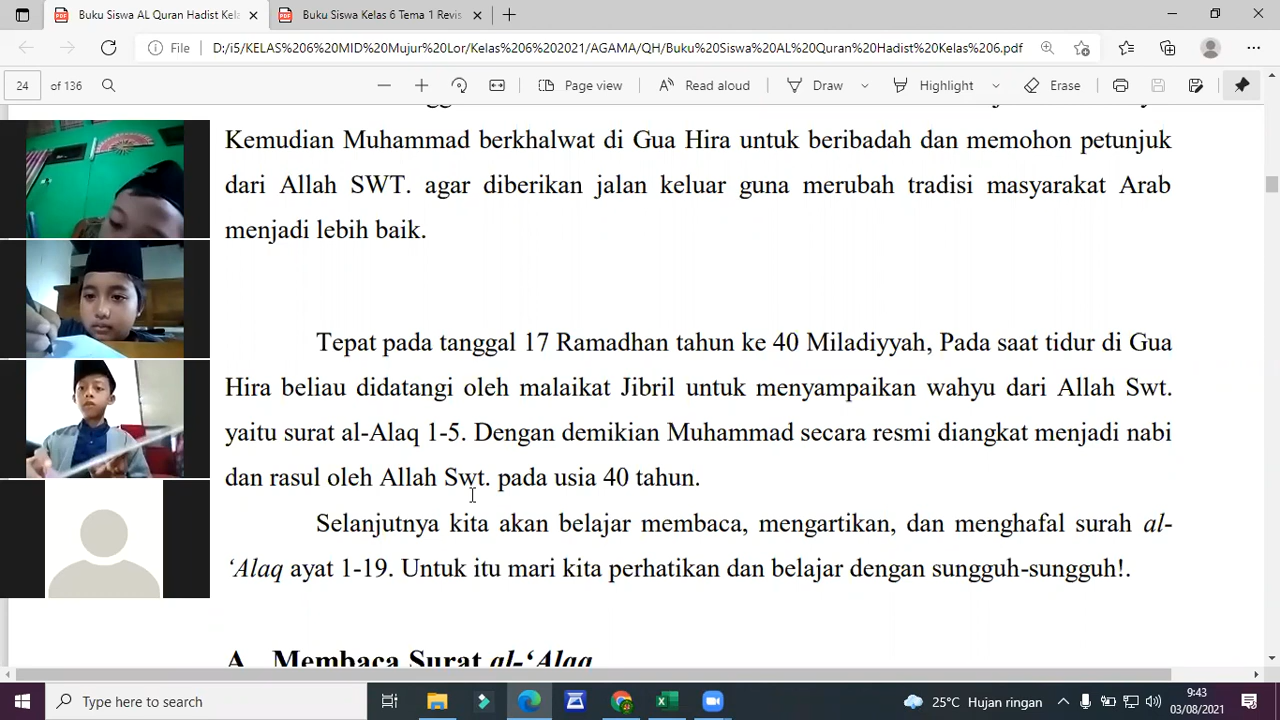 Buku Siswa AL Quran Hadist Kela
Buku Siswa Kelas 6 Tema 1 Revis
File
D:/i5/KELAS%206%20MID%20Mujur%20Lor/Kelas%206%202021/AGAMA/QH/Buku%20Siswa%20AL%20Quran%20Hadist%20Kelas%206.pdf
24 of 136
Page view
Read aloud
Draw
Highlight
Erase
Kemudian Muhammad berkhalwat di Gua Hira untuk beribadah dan memohon petunjuk
dari Allah SWT. agar diberikan jalan keluar guna merubah tradisi masyarakat Arab
menjadi lebih baik.
Tepat pada tanggal 17 Ramadhan tahun ke 40 Miladiyyah, Pada saat tidur di Gua
Hira beliau didatangi oleh malaikat Jibril untuk menyampaikan wahyu dari Allah Swt.
yaitu surat al-Alaq 1-5. Dengan demikian Muhammad secara resmi diangkat menjadi nabi
dan rasul oleh Allah Swt. pada usia 40 tahun.
Selanjutnya kita akan belajar membaca, mengartikan, dan menghafal surah al-
‘Alaq ayat 1-19. Untuk itu mari kita perhatikan dan belajar dengan sungguh-sungguh!.
A. Membaca Surat al-‘Alaq
Type here to search
25°C Hujan ringan
9:43
03/08/2021